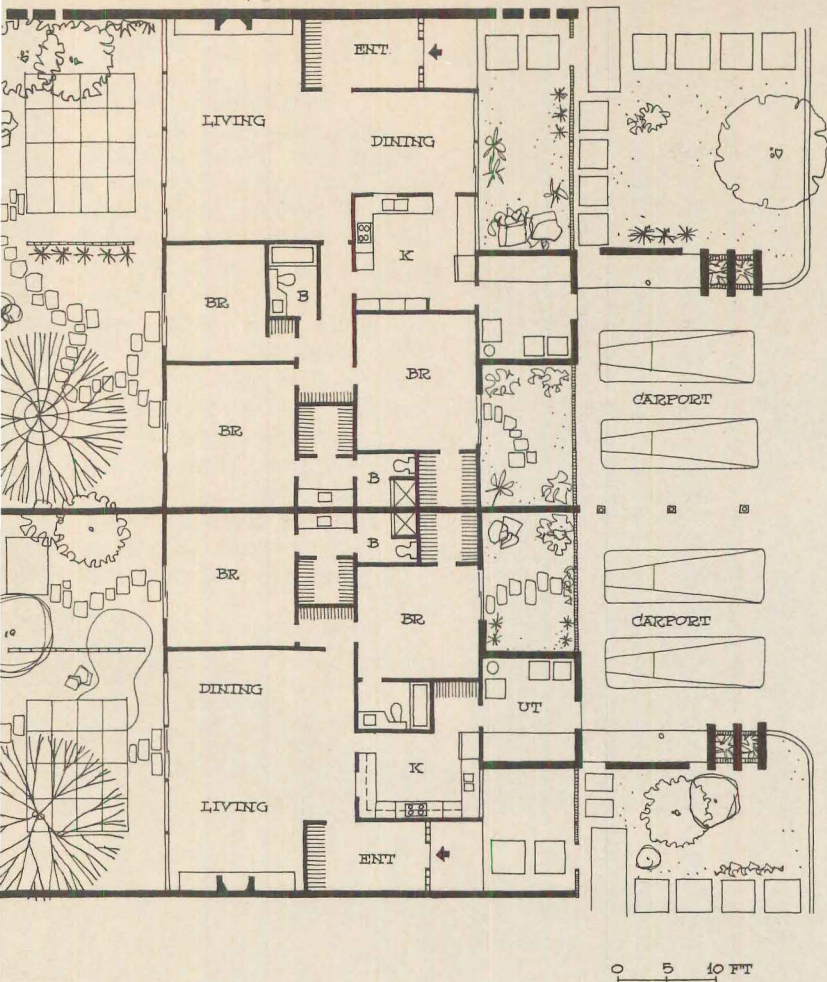 ENT.
LIVING
DINING
K
BR
B
BR
CARPORT
BR
B
B
BR
BR
CARPORT
DINING
UT
K
LIVING
ENT
0 5 10 FT